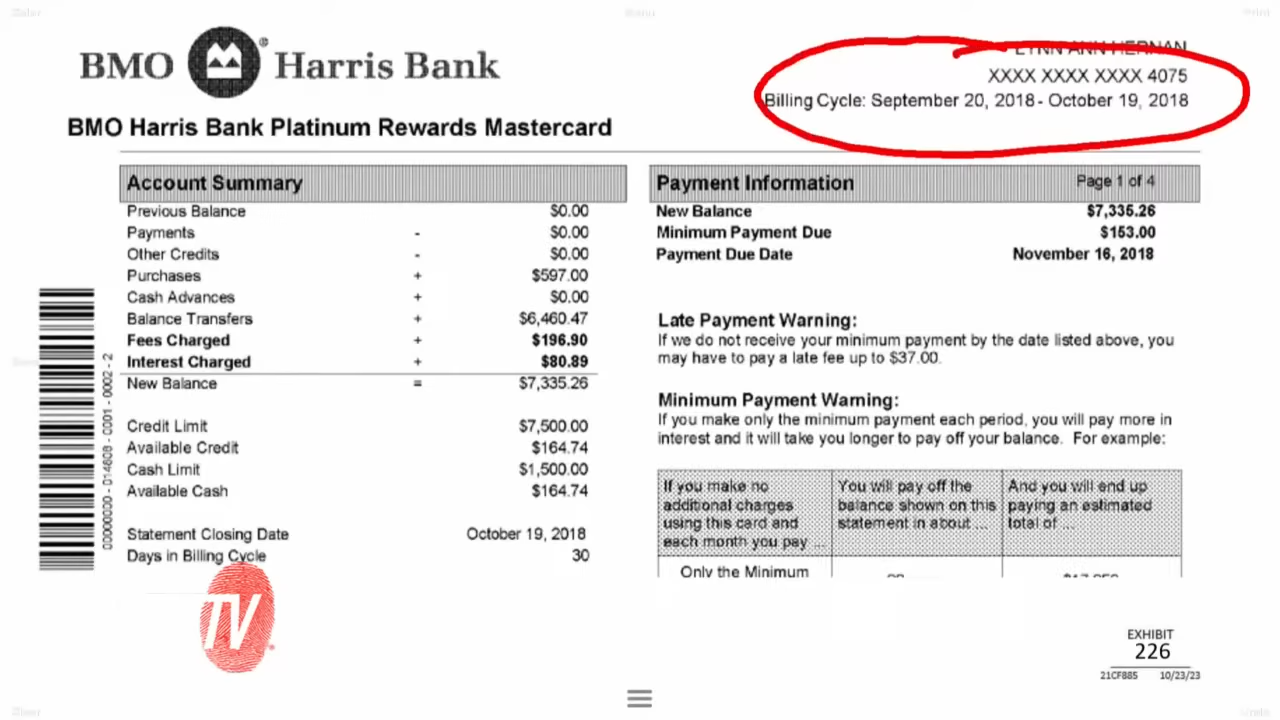 BMO Harris Bank
LYNN ANN HERNAN
XXXX XXXX XXXX 4075
Billing Cycle: September 20, 2018 - October 19, 2018
BMO Harris Bank Platinum Rewards Mastercard
Account Summary
Previous Balance $0.00
Payments - $0.00
Other Credits - $0.00
Purchases + $597.00
Cash Advances + $0.00
Balance Transfers + $6,460.47
Fees Charged + $196.90
Interest Charged + $80.89
New Balance = $7,335.26
Credit Limit $7,500.00
Available Credit $164.74
Cash Limit $1,500.00
Available Cash $164.74
Statement Closing Date October 19, 2018
Days in Billing Cycle 30
0000000 - 014608 - 0001 - 0002 - 2
Payment Information Page 1 of 4
New Balance $7,335.26
Minimum Payment Due $153.00
Payment Due Date November 16, 2018
Late Payment Warning:
If we do not receive your minimum payment by the date listed above, you
may have to pay a late fee up to $37.00.
Minimum Payment Warning:
If you make only the minimum payment each period, you will pay more in
interest and it will take you longer to pay off your balance. For example:
If you make no
additional charges
using this card and
each month you pay ...
You will pay off the
balance shown on this
statement in about ...
And you will end up
paying an estimated
total of ...
Only the Minimum
TV
EXHIBIT
226
21CF885 10/23/23